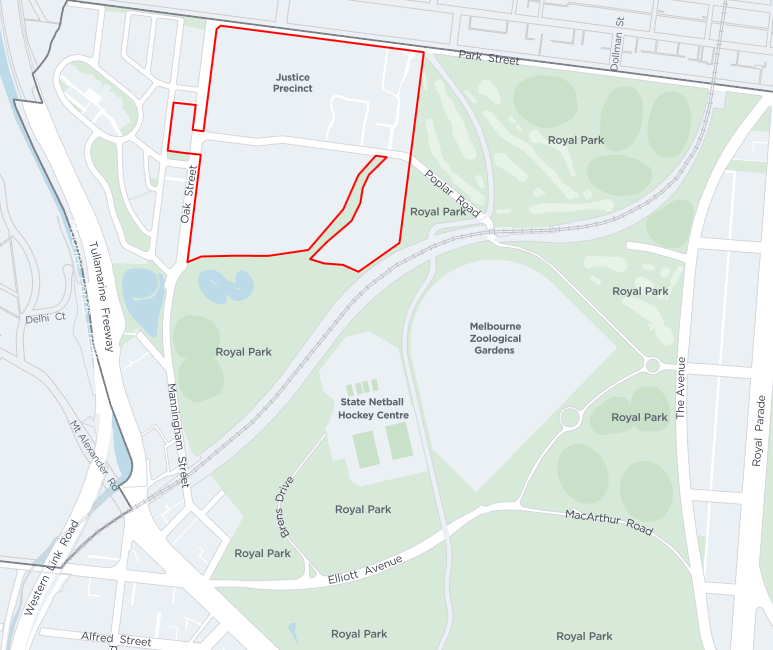 Dollman St
Park Street
Justice
Precinct
Royal Park
Oak Street
Poplar Road
Royal Park
Tullamarine Freeway
Royal Park
Delhi Ct
Melbourne
Zoological
Gardens
Royal Park
The Avenue
Manningham Street
State Netball
Hockey Centre
Royal Park
Royal Parade
Mt Alexander Rd
Brens Drive
Royal Park
MacArthur Road
Western Link Road
Royal Park
Elliott Avenue
Alfred Street
Royal Park
Royal Park